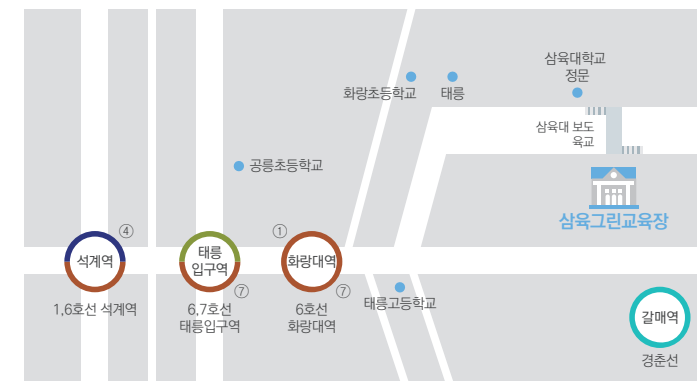 삼육대학교
정문
화랑초등학교
태릉
삼육대 보도
육교
공릉초등학교
삼육그린교육장
④
석계역
1,6호선 석계역
태릉
입구역
⑦
6,7호선
태릉입구역
①
화랑대역
⑦
6호선
화랑대역
태릉고등학교
갈매역
경춘선